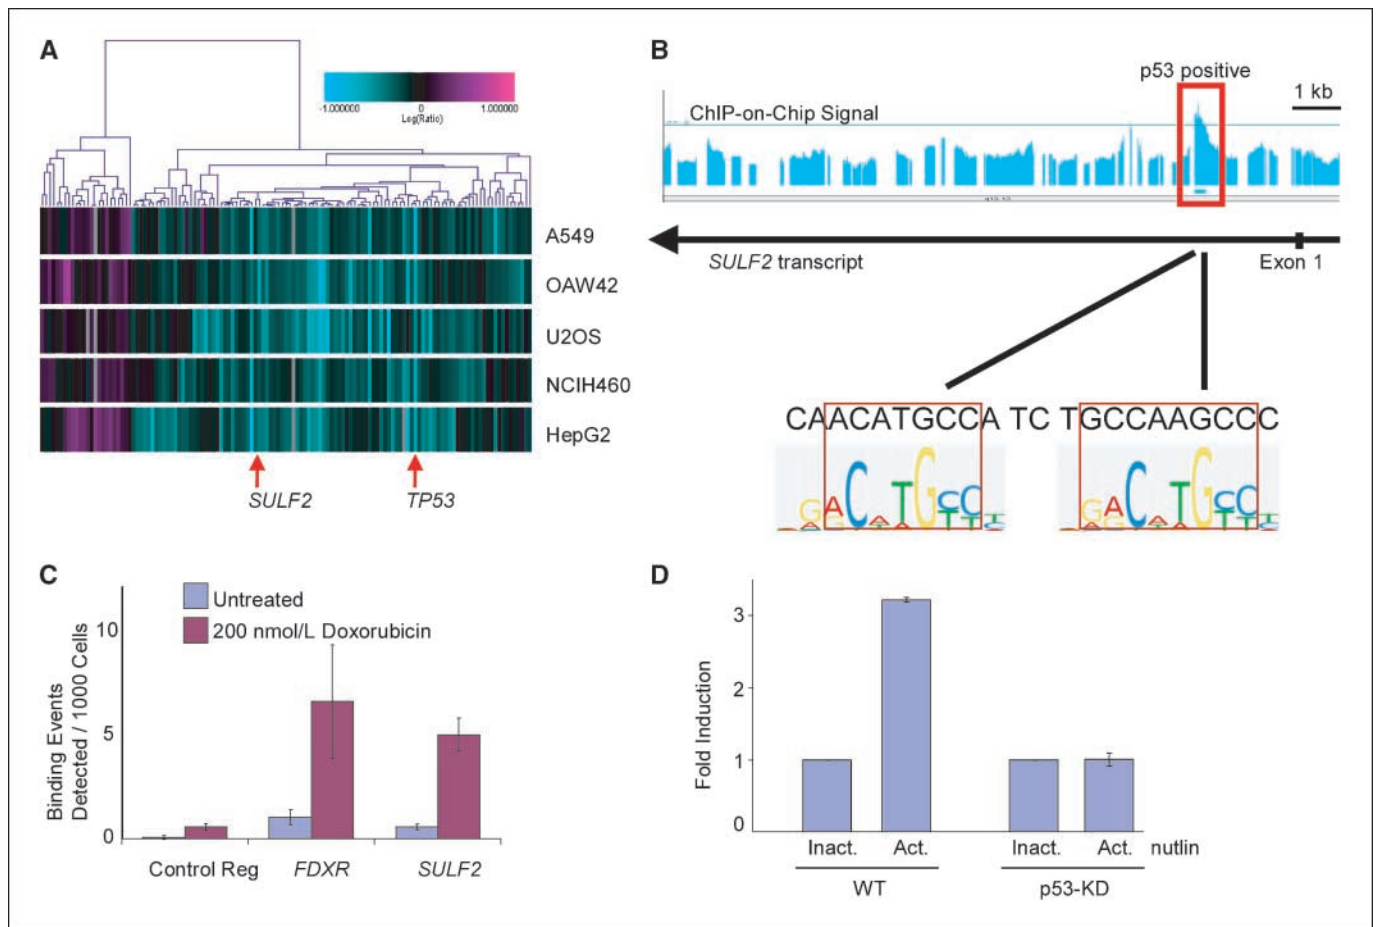 A
-1.000000 0 1.000000
Log(Ratio)
A549
OAW42
U2OS
NCIH460
HepG2
SULF2 TP53
B
p53 positive
1 kb
ChIP-on-Chip Signal
SULF2 transcript Exon 1
CAACATGCCA TC TGCCAAGCCC
C
Untreated
200 nmol/L Doxorubicin
Binding Events
Detected / 1000 Cells
10
5
0
Control Reg FDXR SULF2
D
Fold Induction
3
2
1
0
Inact. Act. Inact. Act. nutlin
WT p53-KD